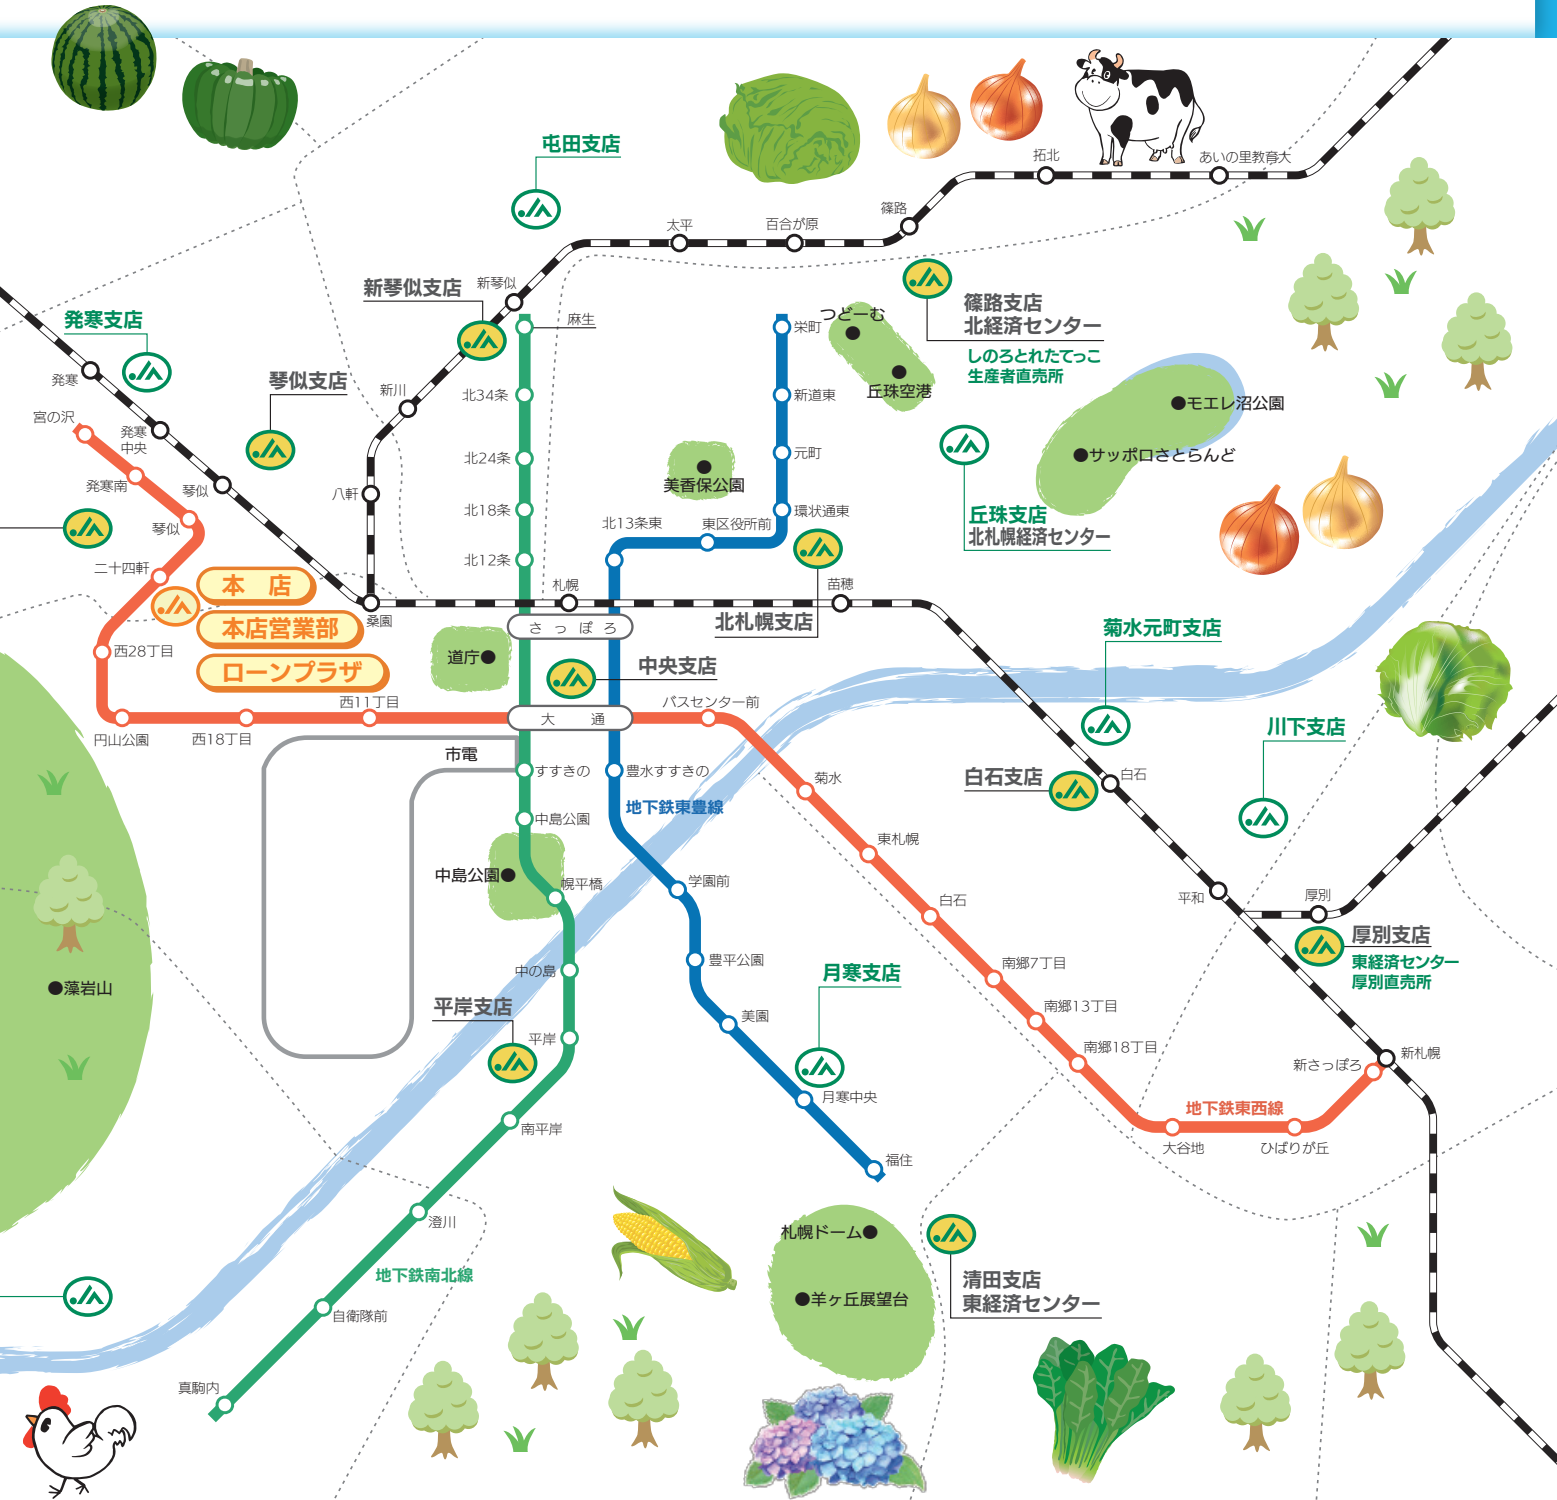 屯田支店
拓北
あいの里教育大
篠路
太平
百合が原
新琴似支店
新琴似
麻生
発寒支店
発寒
琴似支店
新川
宮の沢
発寒
中央
発寒南
琴似
琴似
八軒
二十四軒
桑園
本 店
本店営業部
ローンプラザ
西28丁目
西11丁目
円山公園
西18丁目
北34条
北24条
北18条
北12条
札幌
さっぽろ
道庁●
中央支店
大 通
バスセンター前
市電
すすきの
豊水すすきの
地下鉄東豊線
中島公園
中島公園●
幌平橋
学園前
中の島
豊平公園
平岸支店
平岸
美園
月寒支店
月寒中央
南平岸
福住
澄川
地下鉄南北線
自衛隊前
真駒内
●藻岩山
栄町
新道東
元町
環状通東
東区役所前
北13条東
美香保公園
つどーむ
丘珠空港
篠路支店
北経済センター
しのろとれたてっこ
生産者直売所
●モエレ沼公園
●サッポロさとらんど
丘珠支店
北札幌経済センター
苗穂
北札幌支店
菊水元町支店
川下支店
白石支店
白石
菊水
東札幌
白石
平和
厚別
厚別支店
東経済センター
厚別直売所
南郷7丁目
南郷13丁目
南郷18丁目
新さっぽろ
新札幌
地下鉄東西線
大谷地
ひばりが丘
札幌ドーム●
●羊ヶ丘展望台
清田支店
東経済センター